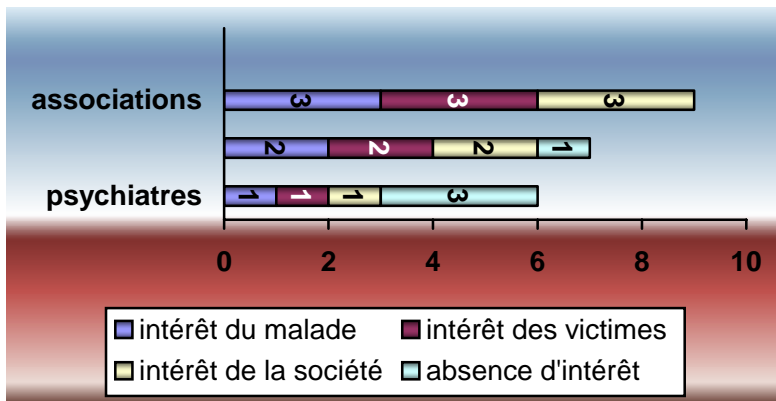 associations 3 3 3
2 2 2 1
psychiatres 1 1 1 3
0 2 4 6 8 10
intérêt du malade intérêt des victimes
intérêt de la société absence d'intérêt